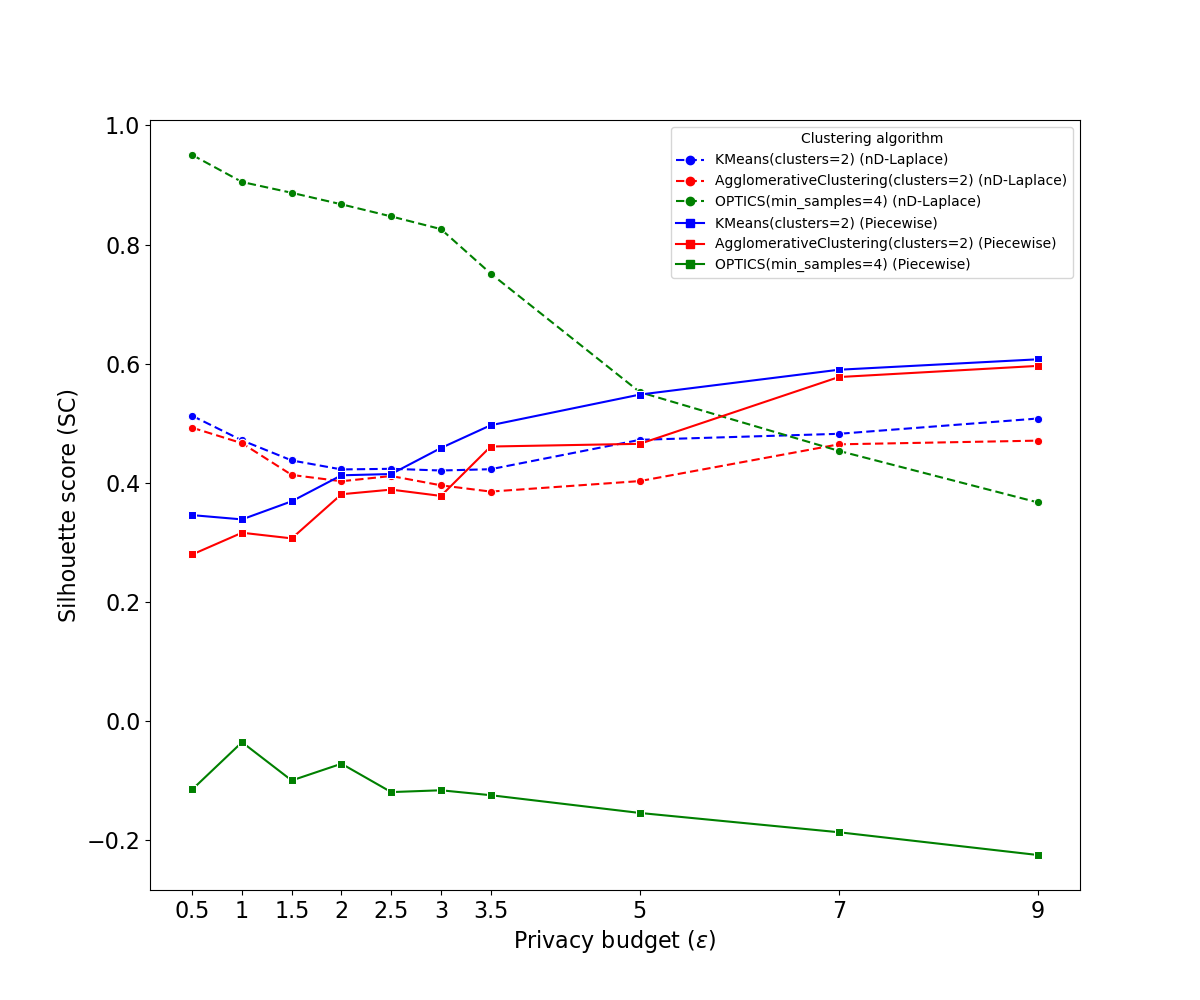 Clustering algorithm
KMeans(clusters=2) (nD-Laplace)
AgglomerativeClustering(clusters=2) (nD-Laplace)
OPTICS(min_samples=4) (nD-Laplace)
KMeans(clusters=2) (Piecewise)
AgglomerativeClustering(clusters=2) (Piecewise)
OPTICS(min_samples=4) (Piecewise)
Silhouette score (SC)
1.0
0.8
0.6
0.4
0.2
0.0
−0.2
0.5 1 1.5 2 2.5 3 3.5 5 7 9
Privacy budget (ε)